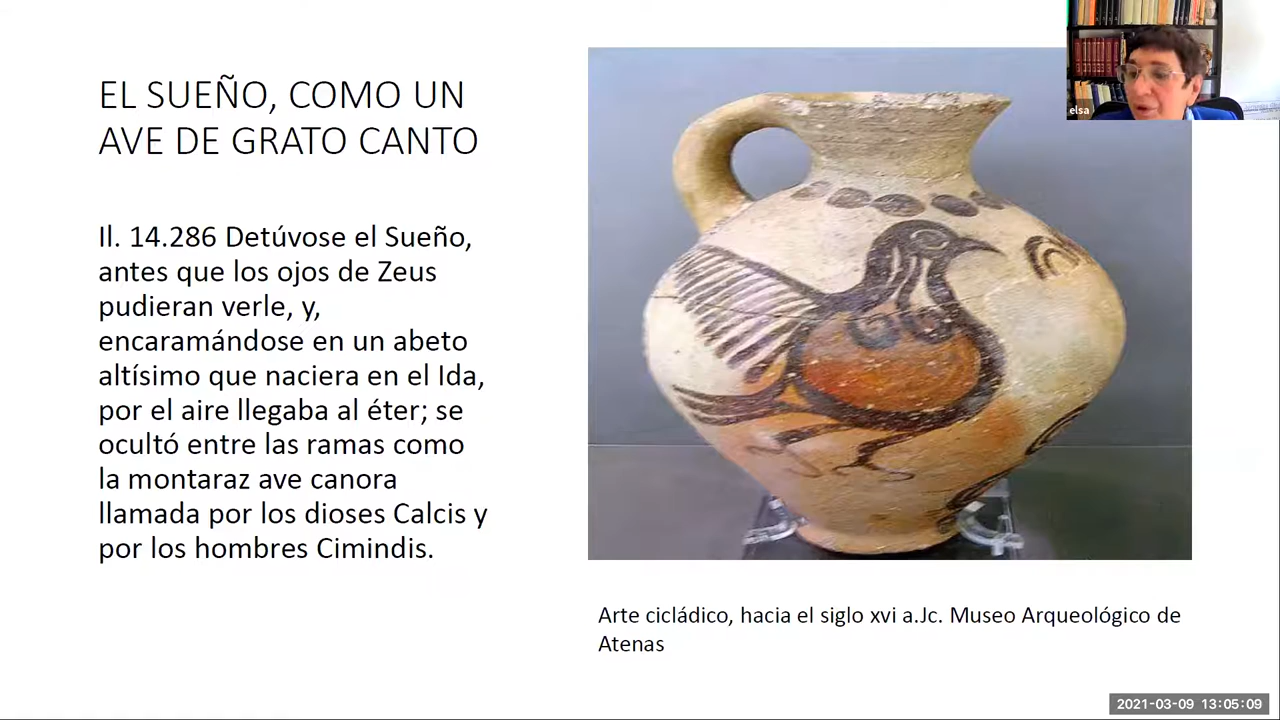 EL SUEÑO, COMO UN
AVE DE GRATO CANTO
Il. 14.286 Detúvose el Sueño,
antes que los ojos de Zeus
pudieran verle, y,
encaramándose en un abeto
altísimo que naciera en el Ida,
por el aire llegaba al éter; se
ocultó entre las ramas como
la montaraz ave canora
llamada por los dioses Calcis y
por los hombres Cimindis.
elsa
Arte cicládico, hacia el siglo xvi a.Jc. Museo Arqueológico de
Atenas
2021-03-09 13:05:09